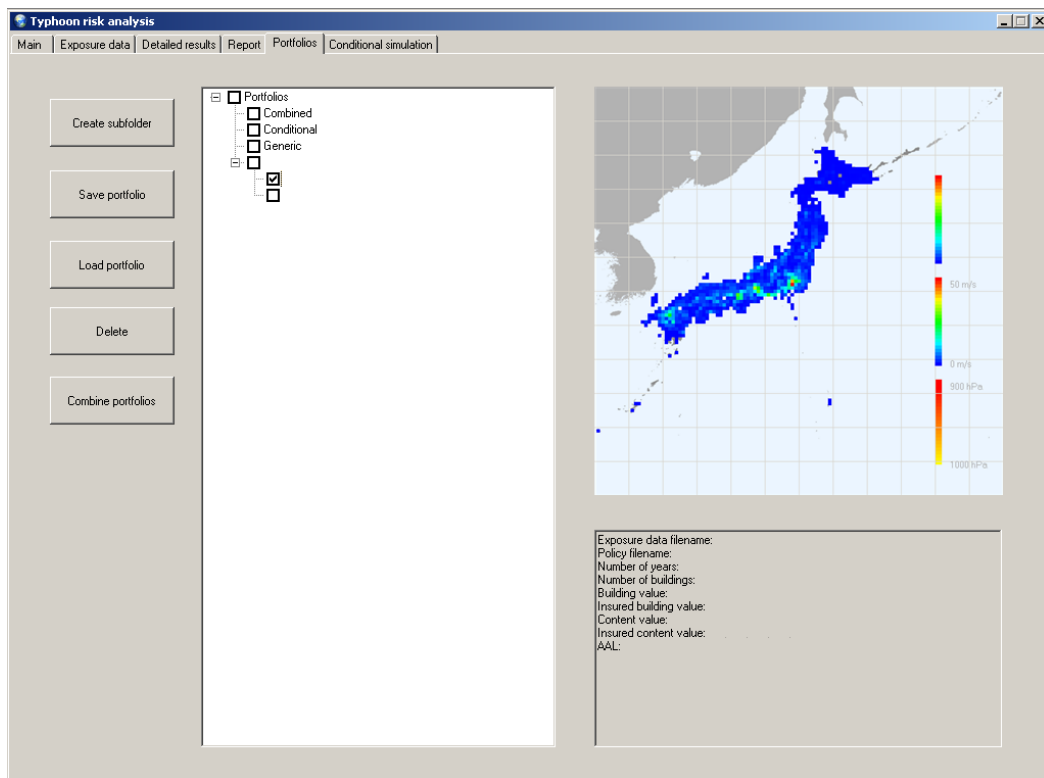 Typhoon risk analysis
Main Exposure data Detailed results Report Portfolios Conditional simulation
Create subfolder
Save portfolio
Load portfolio
Delete
Combine portfolios
Portfolios
Combined
Conditional
Generic
50 m/s
0 m/s
900 hPa
1000 hPa
Exposure data filename:
Policy filename:
Number of years:
Number of buildings:
Building value:
Insured building value:
Content value:
Insured content value:
AAL: